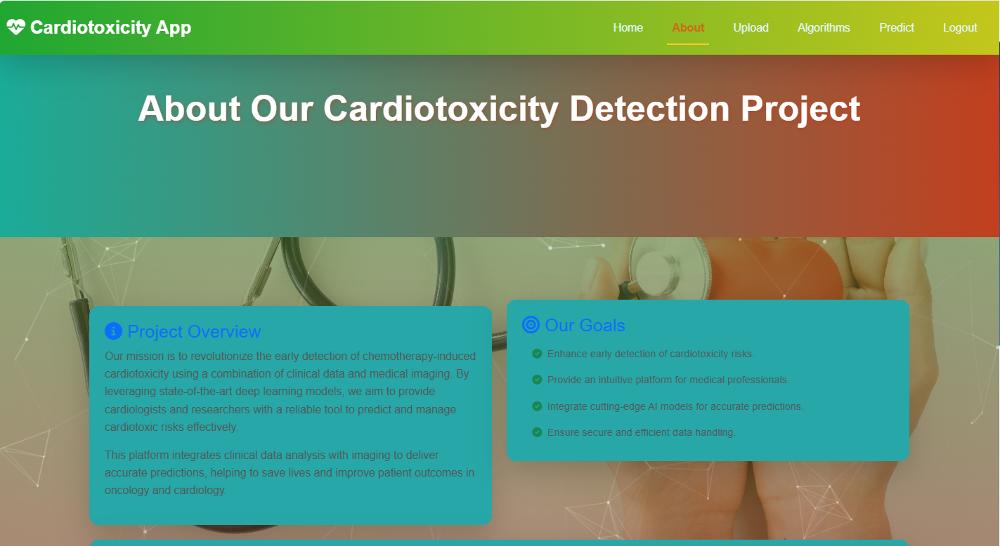 Cardiotoxicity App
Home
About
Upload
Algorithms
Predict
Logout
About Our Cardiotoxicity Detection Project
Project Overview
Our mission is to revolutionize the early detection of chemotherapy-induced
cardiotoxicity using a combination of clinical data and medical imaging. By
leveraging state-of-the-art deep learning models, we aim to provide
cardiologists and researchers with a reliable tool to predict and manage
cardiotoxic risks effectively.
This platform integrates clinical data analysis with imaging to deliver
accurate predictions, helping to save lives and improve patient outcomes in
oncology and cardiology.
Our Goals
Enhance early detection of cardiotoxicity risks.
Provide an intuitive platform for medical professionals.
Integrate cutting-edge AI models for accurate predictions.
Ensure secure and efficient data handling.